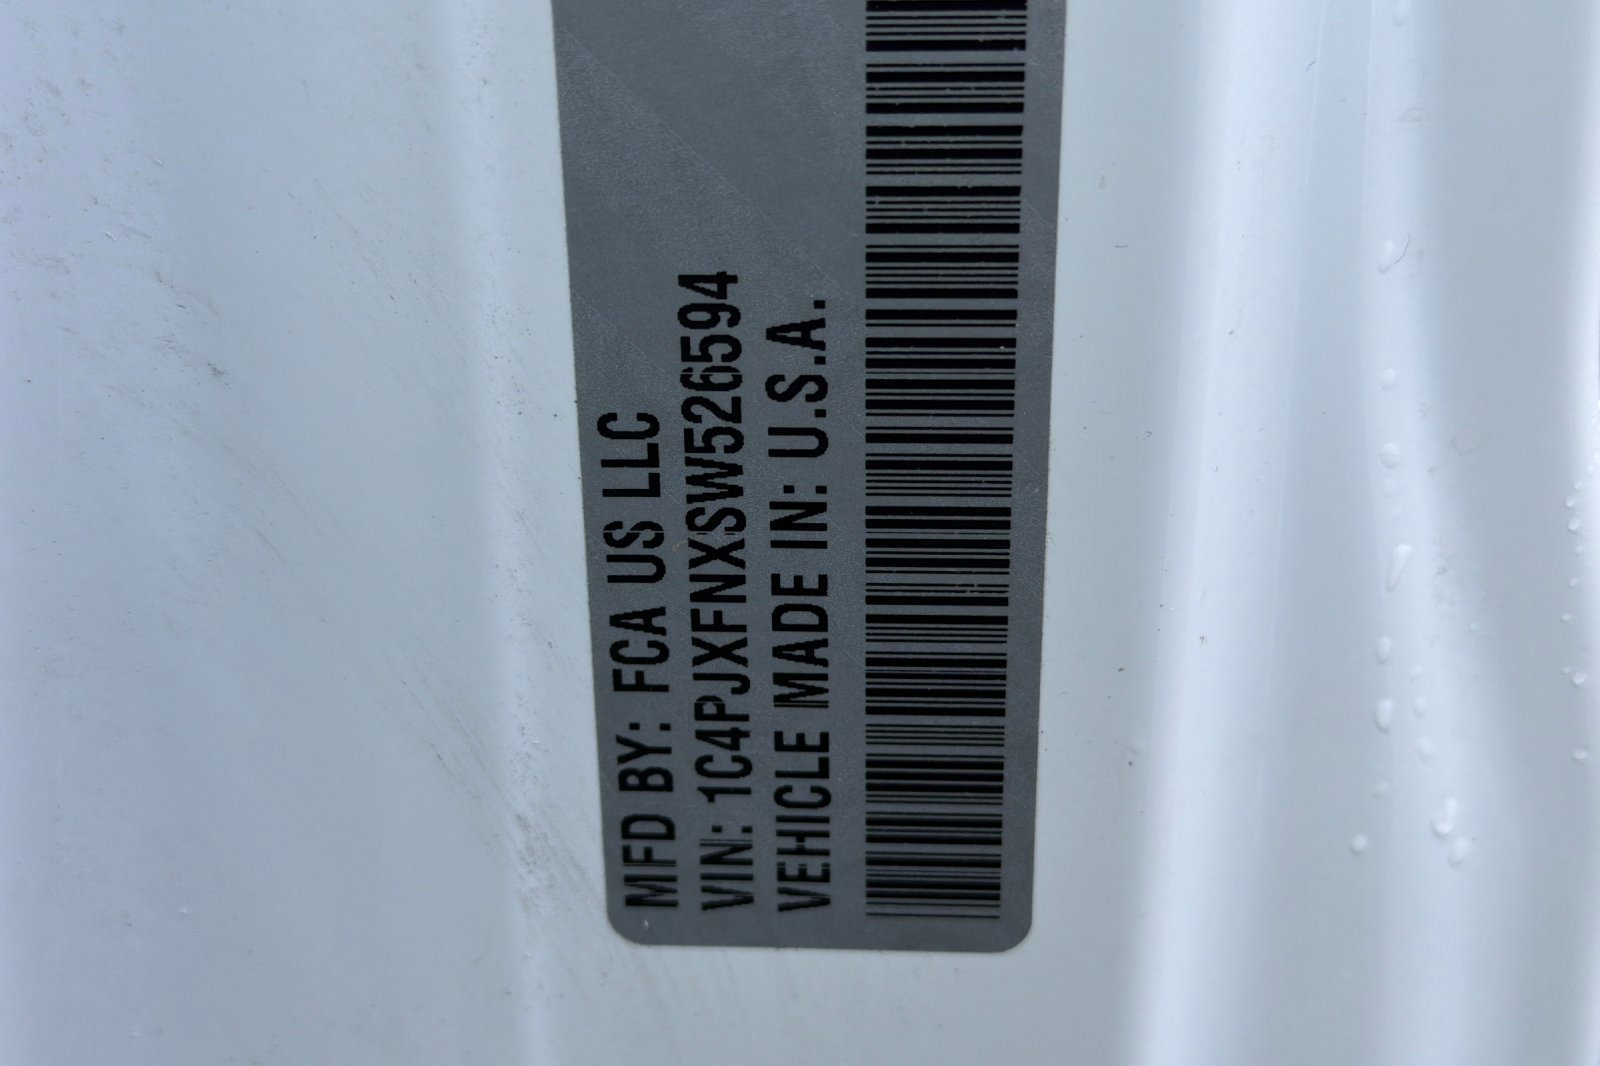 MFD BY: FCA US LLC
VIN: 1C4PJXFNXSW526594
VEHICLE MADE IN: U.S.A.